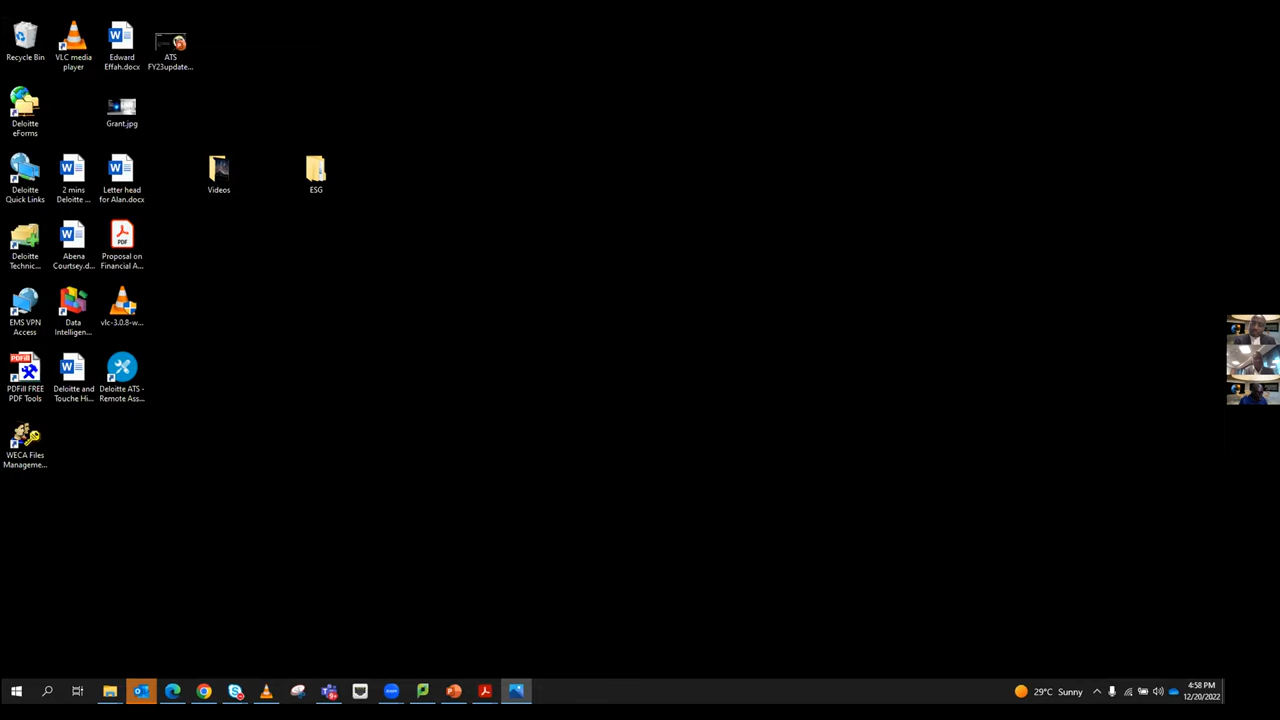 Recycle Bin
VLC media
player
Edward
Effah.docx
ATS
FY23update...
Deloitte
eForms
Grant.jpg
Deloitte
Quick Links
2 mins
Deloitte ...
Letter head
for Alan.docx
Videos
ESG
Deloitte
Technic...
Abena
Courtsey.d...
PDF
Proposal on
Financial A...
EMS VPN
Access
Data
Intelligen...
vlc-3.0.8-w...
PDFill
PDFill FREE
PDF Tools
Deloitte and
Touche Hi...
Deloitte ATS -
Remote Ass...
WECA Files
Manageme...
29°C Sunny
4:58 PM
12/20/2022